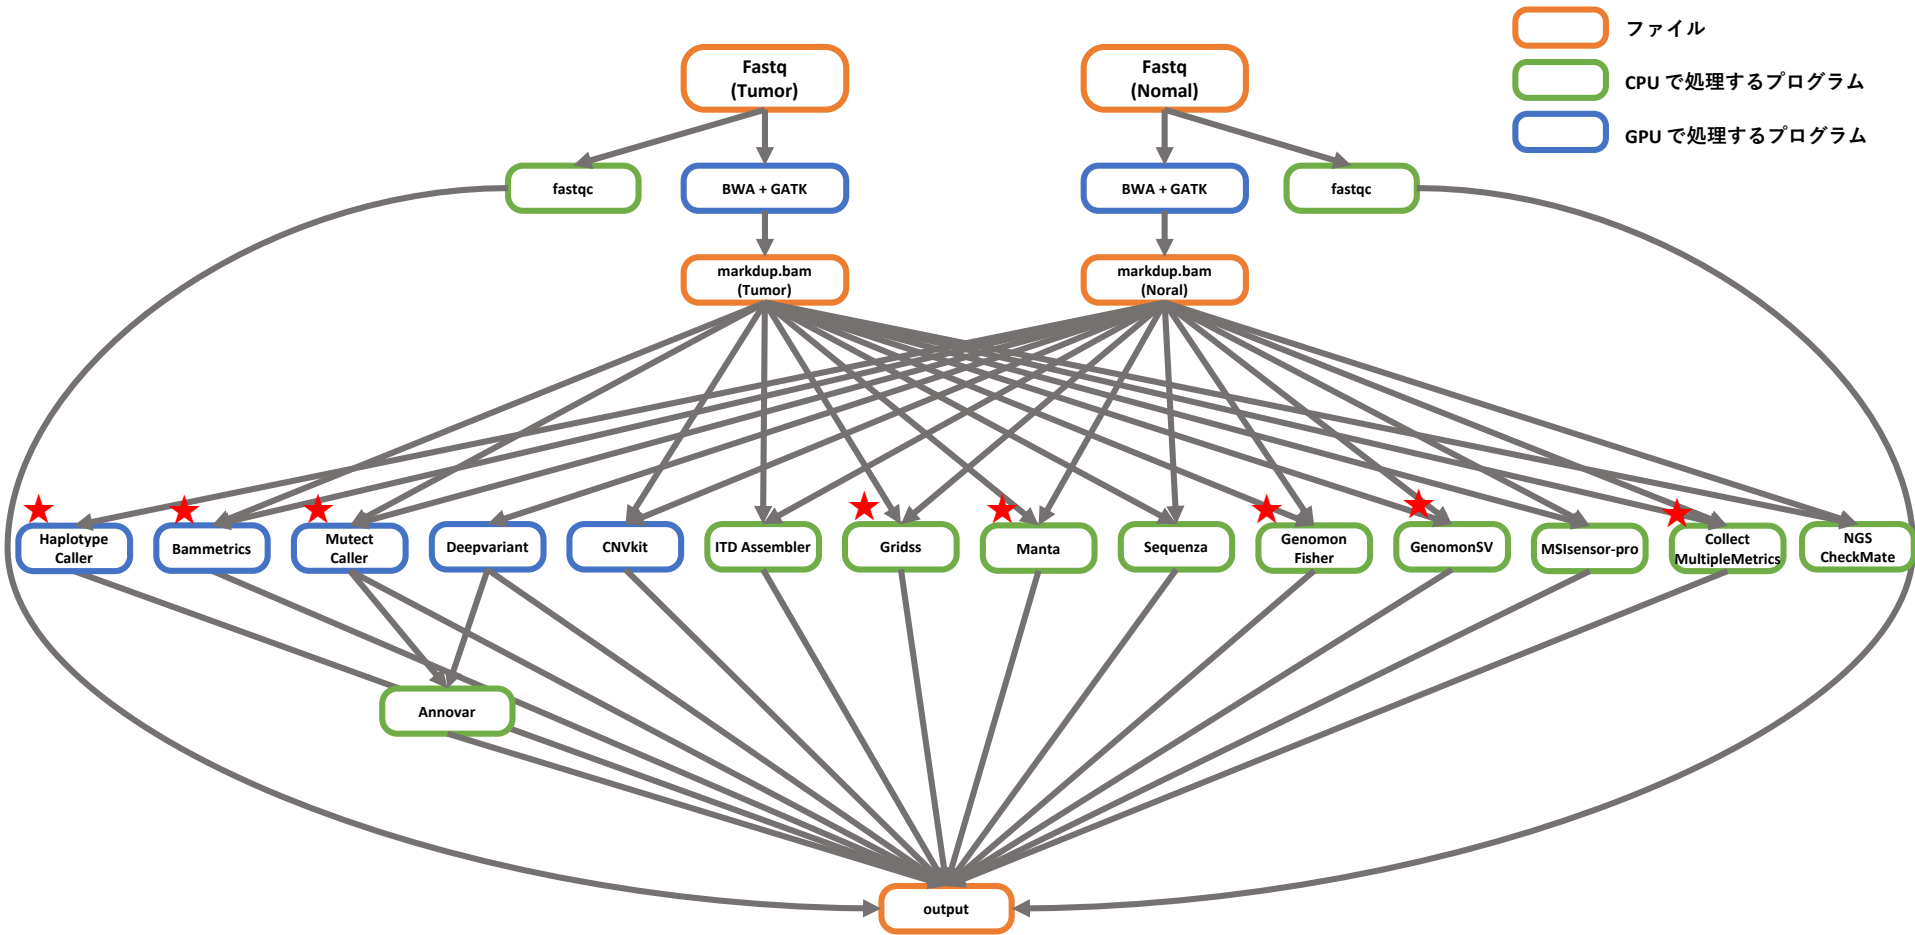 ファイル
CPU で処理するプログラム
GPU で処理するプログラム
Fastq
(Tumor)
Fastq
(Nomal)
fastqc
BWA + GATK
BWA + GATK
fastqc
markdup.bam
(Tumor)
markdup.bam
(Noral)
Haplotype
Caller
Bammetrics
Mutect
Caller
Deepvariant
CNVkit
ITD Assembler
Gridss
Manta
Sequenza
Genomon
Fisher
GenomonSV
MSIsensor-pro
Collect
MultipleMetrics
NGS
CheckMate
Annovar
output